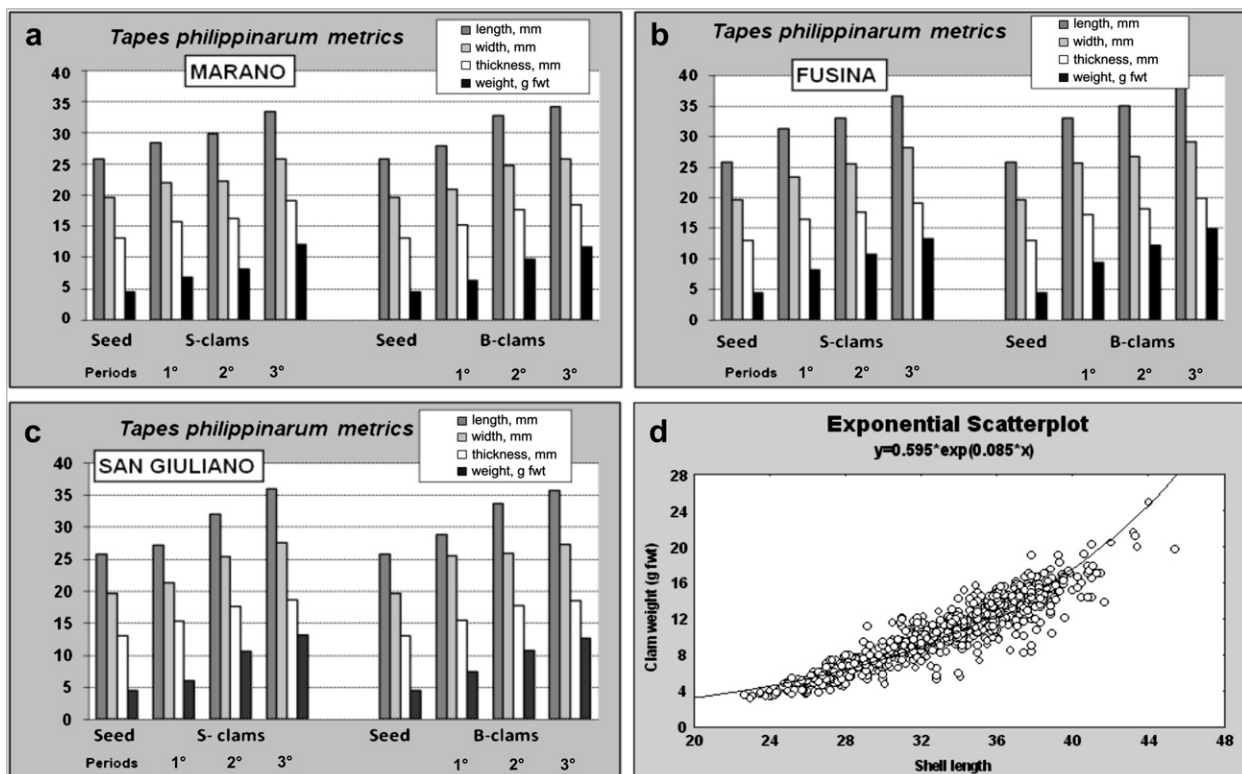 a
Tapes philippinarum metrics
MARANO
length, mm
width, mm
thickness, mm
weight, g fwt
40
35
30
25
20
15
10
5
0
Seed S-clams Seed B-clams
Periods 1° 2° 3° 1° 2° 3°
b
Tapes philippinarum metrics
FUSINA
length, mm
width, mm
thickness, mm
weight, g fwt
40
35
30
25
20
15
10
5
0
Seed S-clams Seed B-clams
Periods 1° 2° 3° 1° 2° 3°
c
Tapes philippinarum metrics
SAN GIULIANO
length, mm
width, mm
thickness, mm
weight, g fwt
40
35
30
25
20
15
10
5
0
Seed S- clams Seed B-clams
Periods 1° 2° 3° 1° 2° 3°
d
Exponential Scatterplot
y=0.595*exp(0.085*x)
Clam weight (g fwt)
28
24
20
16
12
8
4
0
20 24 28 32 36 40 44 48
Shell length